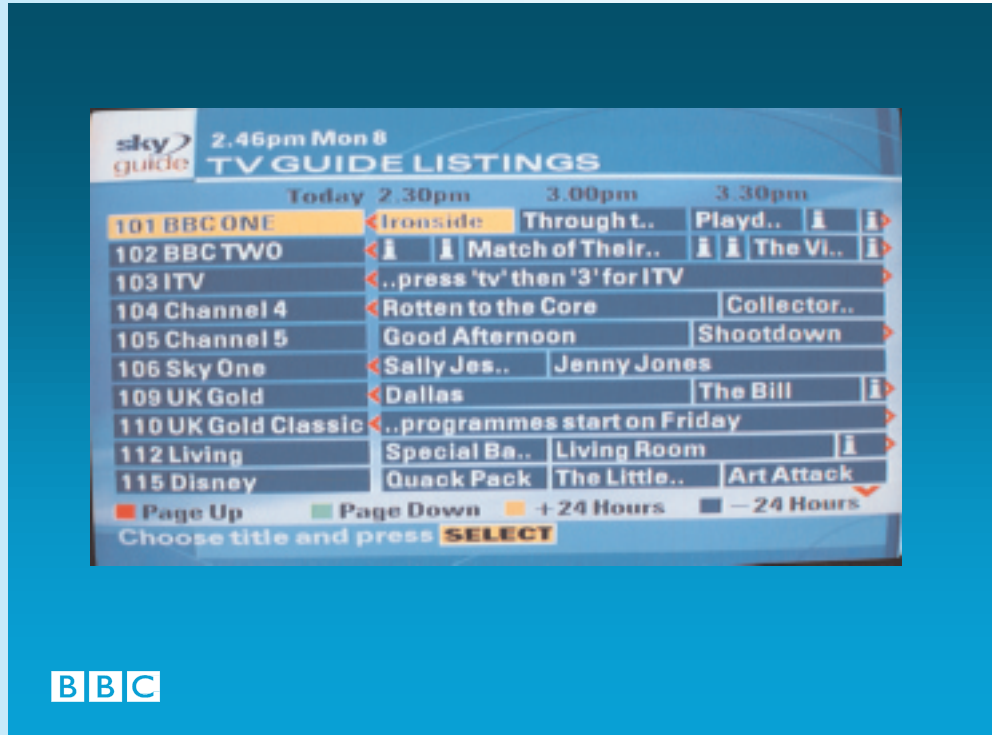 sky
guide
2.46pm Mon 8
TV GUIDE LISTINGS
Today 2.30pm 3.00pm 3.30pm
101 BBC ONE Ironside Through t.. Playd.. i i
102 BBC TWO i i Match of Their.. i i The Vi.. i
103 ITV ..press 'tv' then '3' for ITV
104 Channel 4 Rotten to the Core Collector..
105 Channel 5 Good Afternoon Shootdown
106 Sky One Sally Jes.. Jenny Jones
109 UK Gold Dallas The Bill i
110 UK Gold Classic ..programmes start on Friday
112 Living Special Ba.. Living Room i
115 Disney Quack Pack The Little.. Art Attack
Page Up Page Down +24 Hours −24 Hours
Choose title and press SELECT
BBC